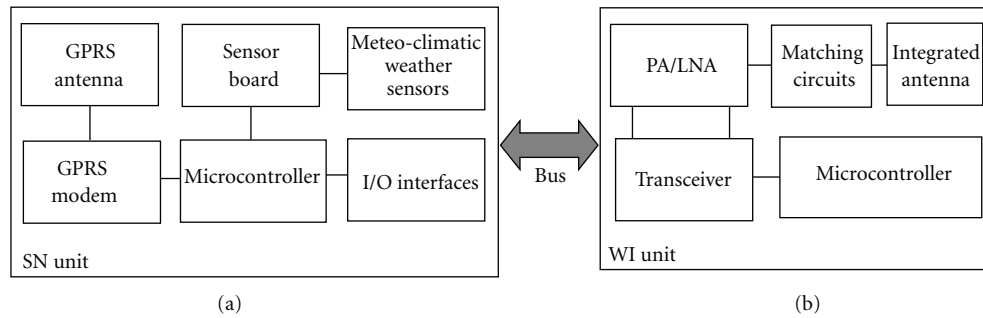 GPRS
antenna
Sensor
board
Meteo-climatic
weather
sensors
GPRS
modem
Microcontroller
I/O interfaces
SN unit
(a)
Bus
PA/LNA
Matching
circuits
Integrated
antenna
Transceiver
Microcontroller
WI unit
(b)